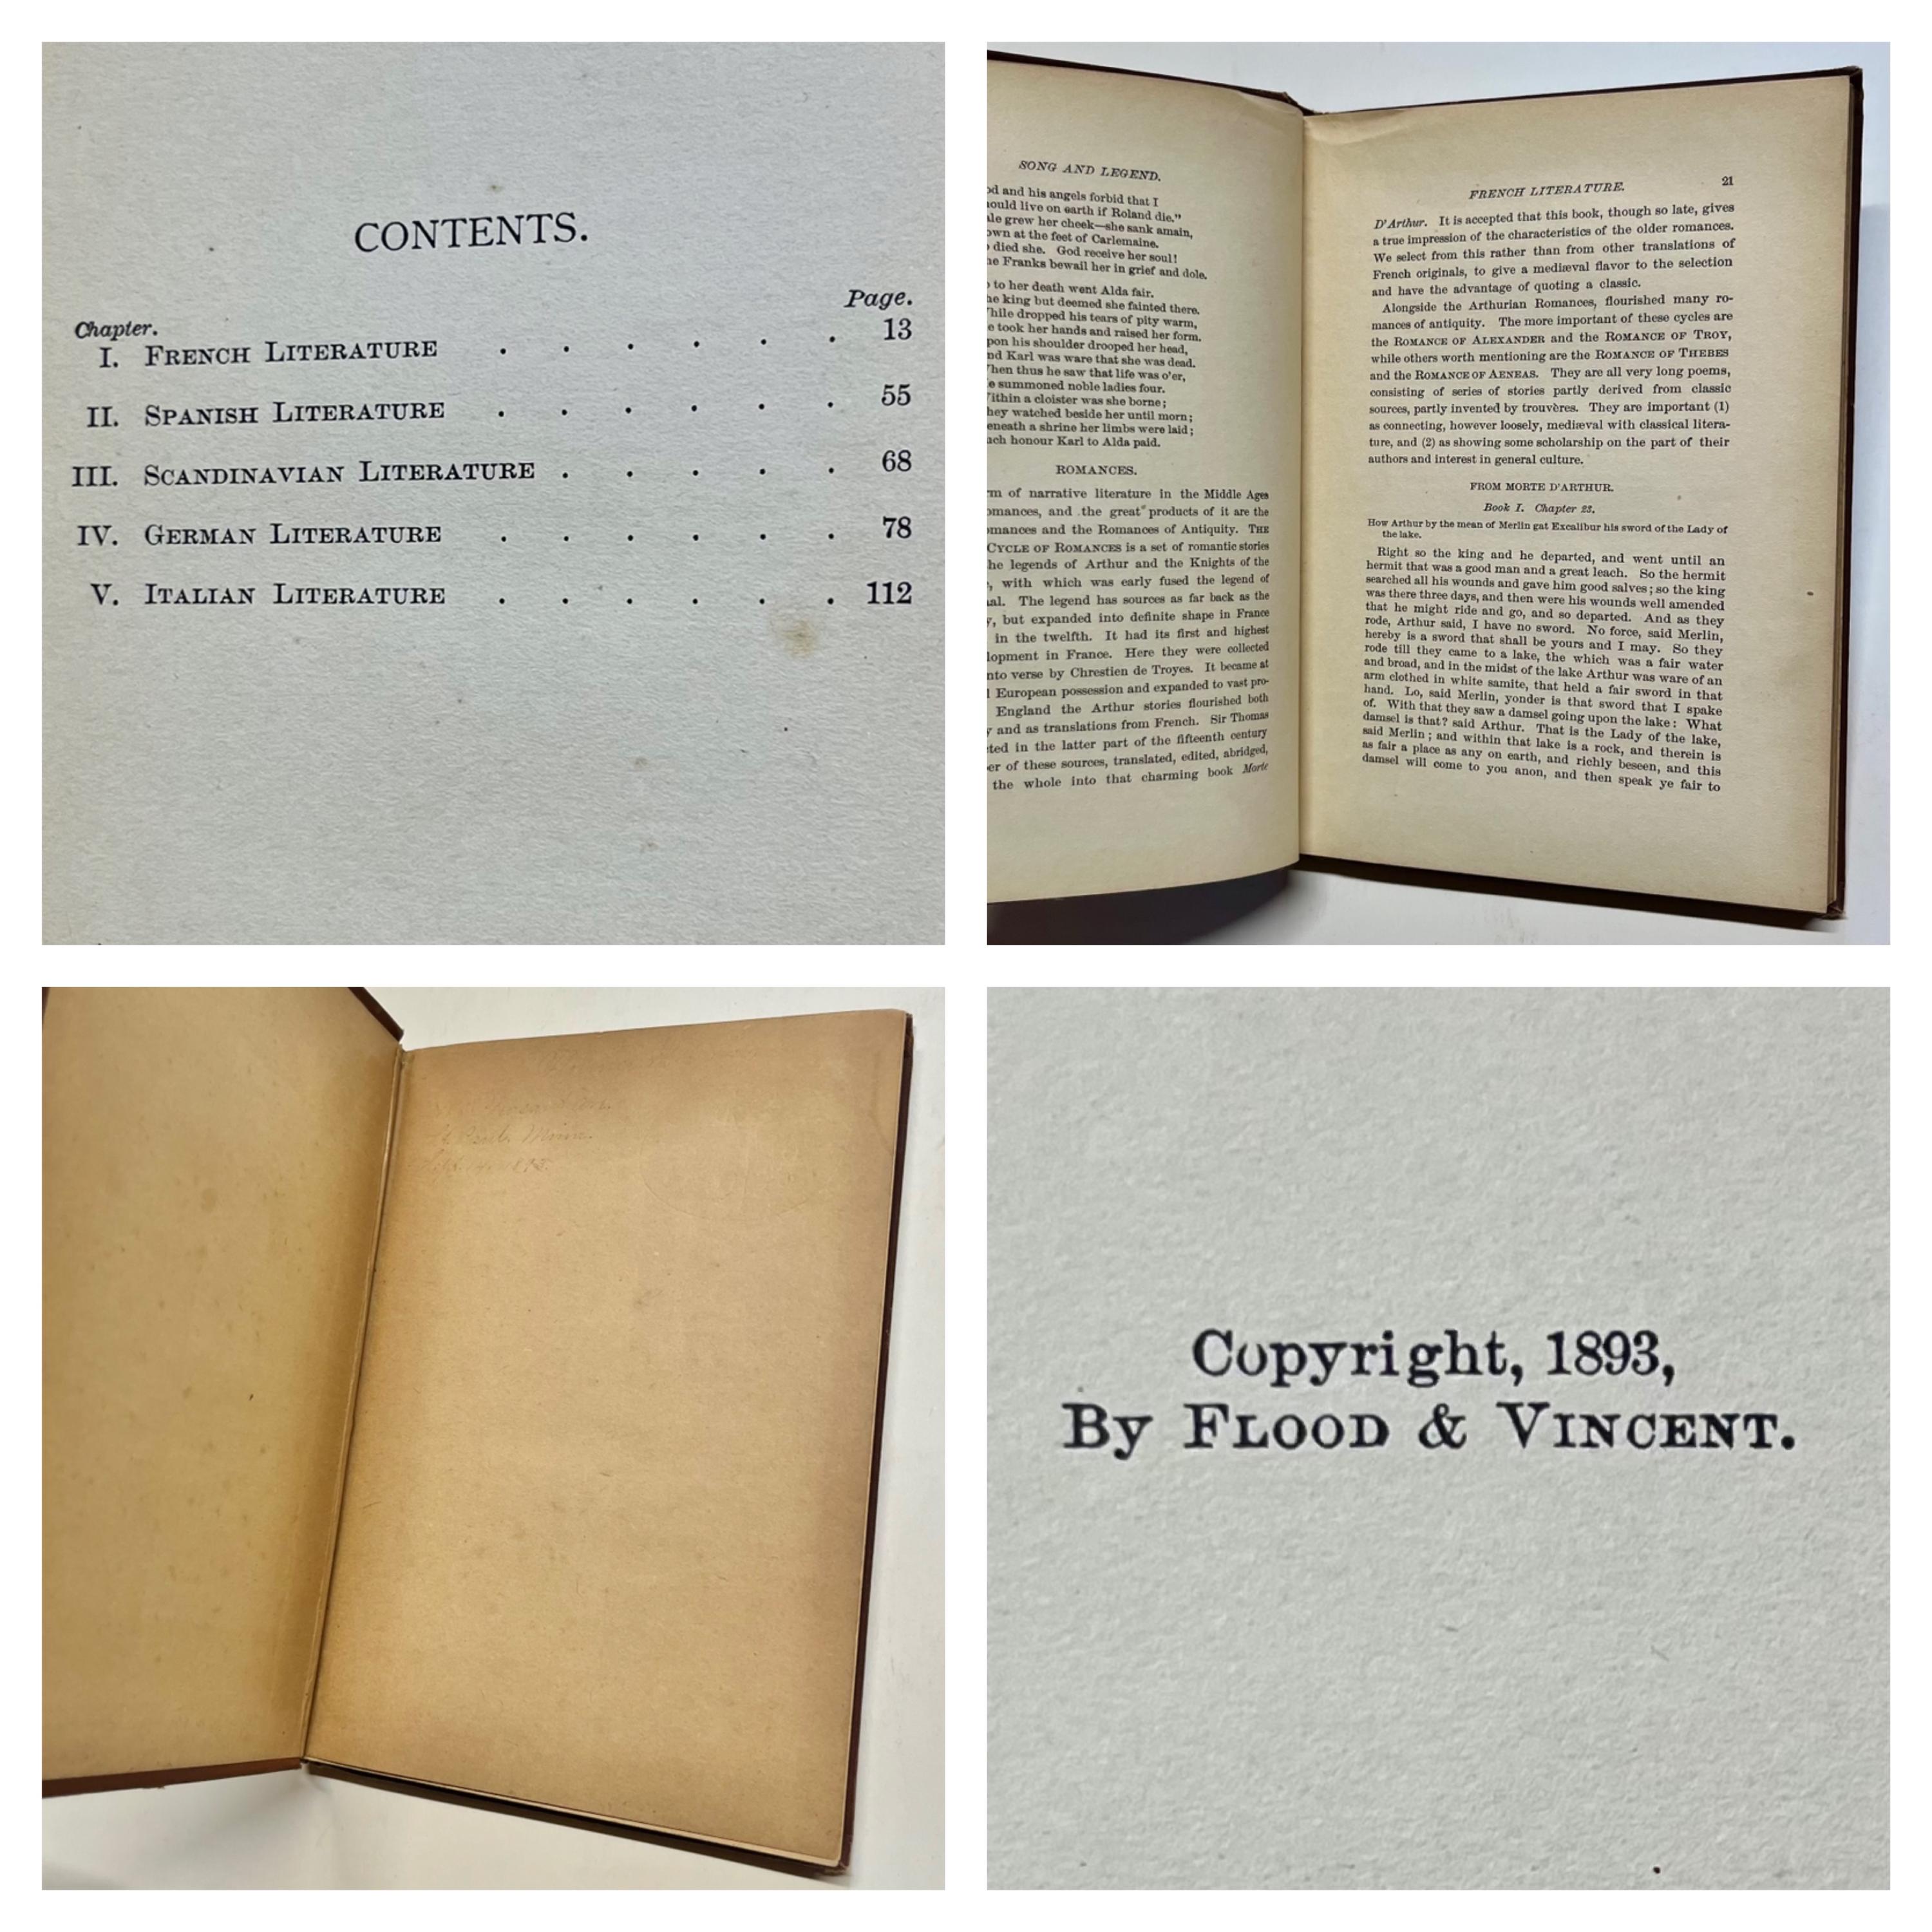 CONTENTS.
Chapter. Page.
I. FRENCH LITERATURE . . . . . . 13
II. SPANISH LITERATURE . . . . . . 55
III. SCANDINAVIAN LITERATURE . . . . . 68
IV. GERMAN LITERATURE . . . . . . 78
V. ITALIAN LITERATURE . . . . . . 112
SONG AND LEGEND.
and his angels forbid that I
live on earth if Roland die."
grew her cheek—she sank amain,
at the feet of Carlemaine.
died she. God receive her soul!
Franks bewail her in grief and dole.
to her death went Alda fair.
king but deemed she fainted there.
dropped his tears of pity warm,
took her hands and raised her form.
his shoulder drooped her head,
Karl was ware that she was dead.
thus he saw that life was o'er,
summoned noble ladies four.
a cloister was she borne;
watched beside her until morn;
a shrine her limbs were laid;
honour Karl to Alda paid.
ROMANCES.
of narrative literature in the Middle Ages
and the great products of it are the
and the Romances of Antiquity. THE
CYCLE OF ROMANCES is a set of romantic stories
legends of Arthur and the Knights of the
with which was early fused the legend of
The legend has sources as far back as the
but expanded into definite shape in France
in the twelfth. It had its first and highest
in France. Here they were collected
verse by Chrestien de Troyes. It became at
European possession and expanded to vast pro-
England the Arthur stories flourished both
and as translations from French. Sir Thomas
in the latter part of the fifteenth century
of these sources, translated, edited, abridged,
the whole into that charming book Morte
FRENCH LITERATURE. 21
D'Arthur. It is accepted that this book, though so late, gives
a true impression of the characteristics of the older romances.
We select from this rather than from other translations of
French originals, to give a mediæval flavor to the selection
and have the advantage of quoting a classic.
Alongside the Arthurian Romances, flourished many ro-
mances of antiquity. The more important of these cycles are
the ROMANCE OF ALEXANDER and the ROMANCE OF TROY,
while others worth mentioning are the ROMANCE OF THEBES
and the ROMANCE OF AENEAS. They are all very long poems,
consisting of series of stories partly derived from classic
sources, partly invented by trouvères. They are important (1)
as connecting, however loosely, mediæval with classical litera-
ture, and (2) as showing some scholarship on the part of their
authors and interest in general culture.
FROM MORTE D'ARTHUR.
Book I. Chapter 23.
How Arthur by the mean of Merlin gat Excalibur his sword of the Lady of
the lake.
Right so the king and he departed, and went until an
hermit that was a good man and a great leach. So the hermit
searched all his wounds and gave him good salves; so the king
was there three days, and then were his wounds well amended
that he might ride and go, and so departed. And as they
rode, Arthur said, I have no sword. No force, said Merlin,
hereby is a sword that shall be yours and I may. So they
rode till they came to a lake, the which was a fair water
and broad, and in the midst of the lake Arthur was ware of an
arm clothed in white samite, that held a fair sword in that
hand. Lo, said Merlin, yonder is that sword that I spake
of. With that they saw a damsel going upon the lake: What
damsel is that? said Arthur. That is the Lady of the lake,
said Merlin; and within that lake is a rock, and therein is
as fair a place as any on earth, and richly beseen, and this
damsel will come to you anon, and then speak ye fair to
Minn.
Copyright, 1893,
By FLOOD & VINCENT.